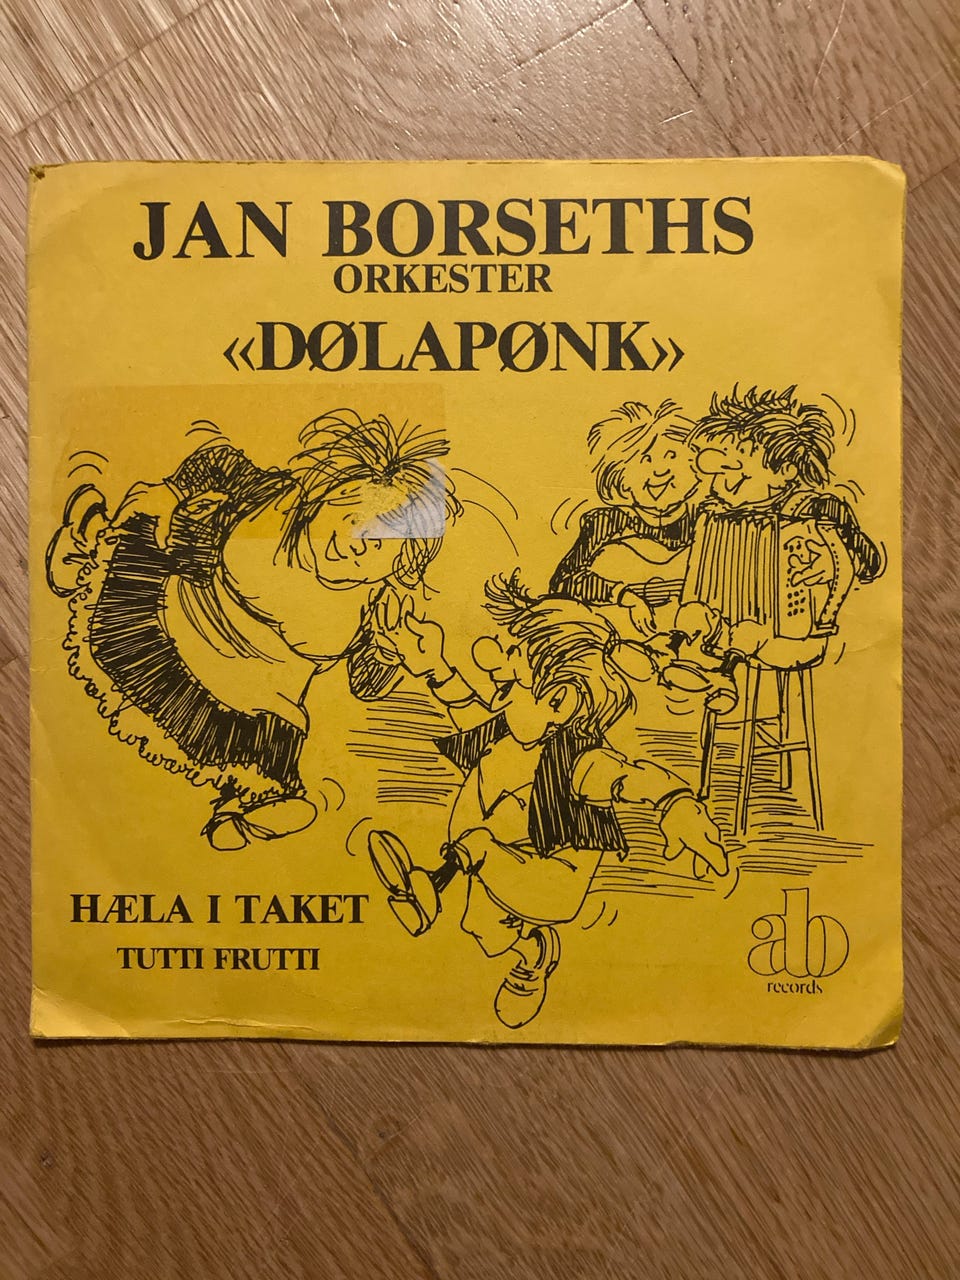 JAN BORSETHS
ORKESTER
«DØLAPØNK»
HÆLA I TAKET
TUTTI FRUTTI
ab
records